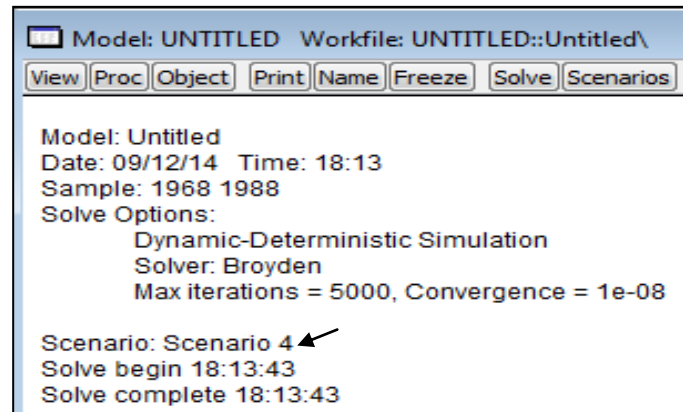 Model: UNTITLED Workfile: UNTITLED::Untitled\
View Proc Object Print Name Freeze Solve Scenarios
Model: Untitled
Date: 09/12/14 Time: 18:13
Sample: 1968 1988
Solve Options:
Dynamic-Deterministic Simulation
Solver: Broyden
Max iterations = 5000, Convergence = 1e-08
Scenario: Scenario 4
Solve begin 18:13:43
Solve complete 18:13:43